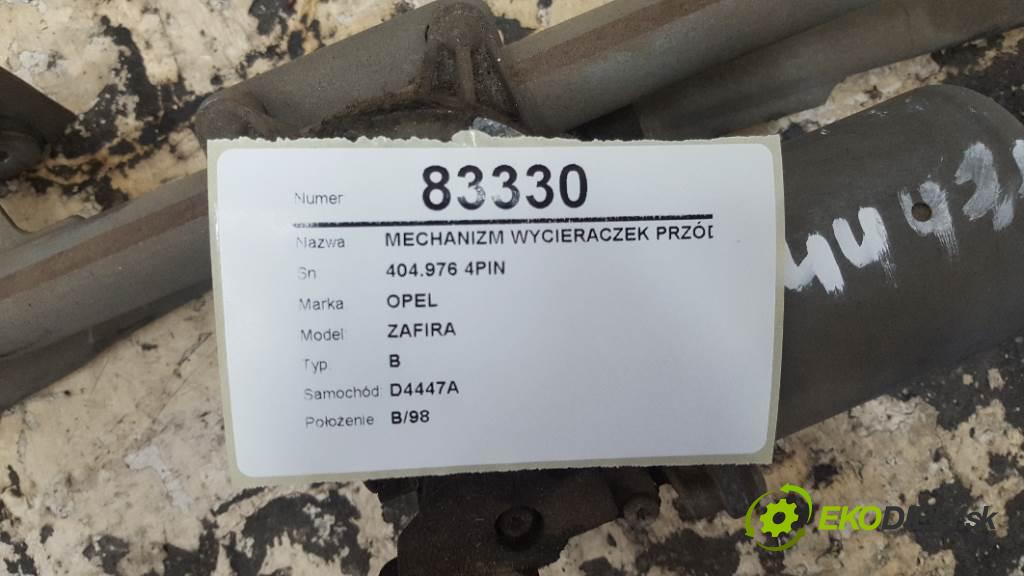 Numer 83330
Nazwa MECHANIZM WYCIERACZEK PRZÓD
Sn 404.976 4PIN
Marka OPEL
Model ZAFIRA
Typ B
Samochód D4447A
Położenie B/98